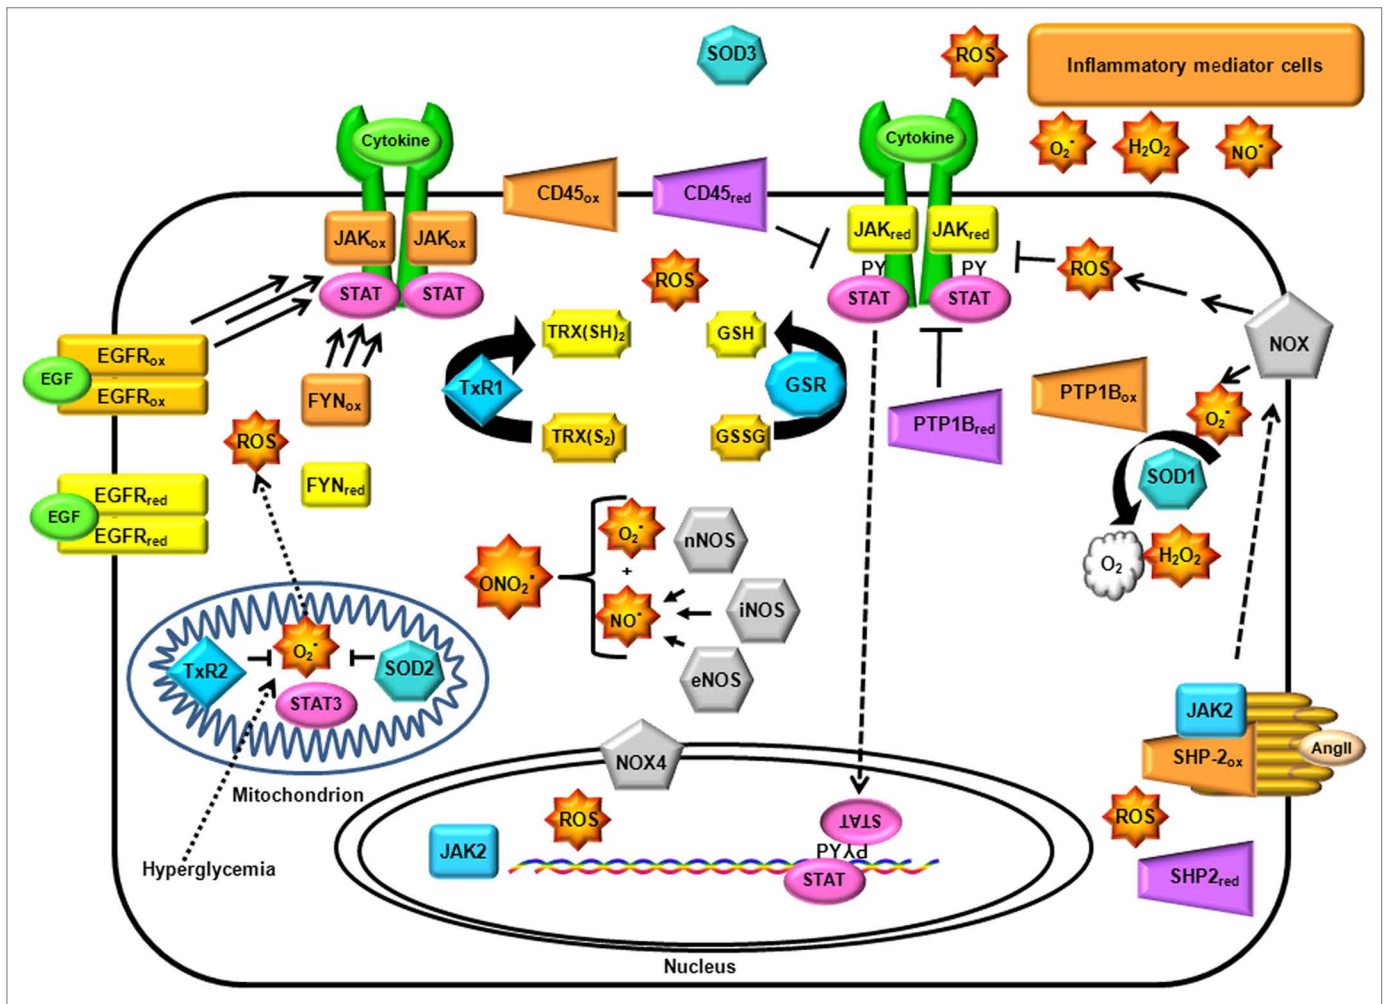 SOD3
ROS
Inflammatory mediator cells
O₂⁻
H₂O₂
NO⁻
Cytokine
Cytokine
CD45ox
CD45red
JAKox
JAKox
JAKred
JAKred
PY
PY
STAT
STAT
STAT
STAT
ROS
ROS
NOX
EGF
EGFRox
EGFRox
FYNox
TRX(SH)₂
TxR1
TRX(S₂)
GSH
GSR
GSSG
PTP1Bred
PTP1Box
O₂⁻
SOD1
O₂
H₂O₂
ROS
EGF
EGFRred
EGFRred
FYNred
ONO₂⁻
O₂⁻
+
NO⁻
nNOS
iNOS
eNOS
TxR2
O₂⁻
SOD2
STAT3
Mitochondrion
Hyperglycemia
JAK2
SHP-2ox
AngII
ROS
SHP2red
NOX4
ROS
JAK2
STAT
PY
PY
STAT
Nucleus